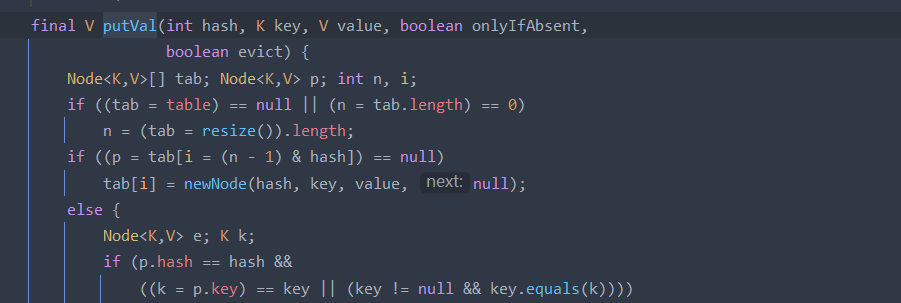 final V putVal(int hash, K key, V value, boolean onlyIfAbsent,
boolean evict) {
Node<K,V>[] tab; Node<K,V> p; int n, i;
if ((tab = table) == null || (n = tab.length) == 0)
n = (tab = resize()).length;
if ((p = tab[i = (n - 1) & hash]) == null)
tab[i] = newNode(hash, key, value, next: null);
else {
Node<K,V> e; K k;
if (p.hash == hash &&
((k = p.key) == key || (key != null && key.equals(k))))